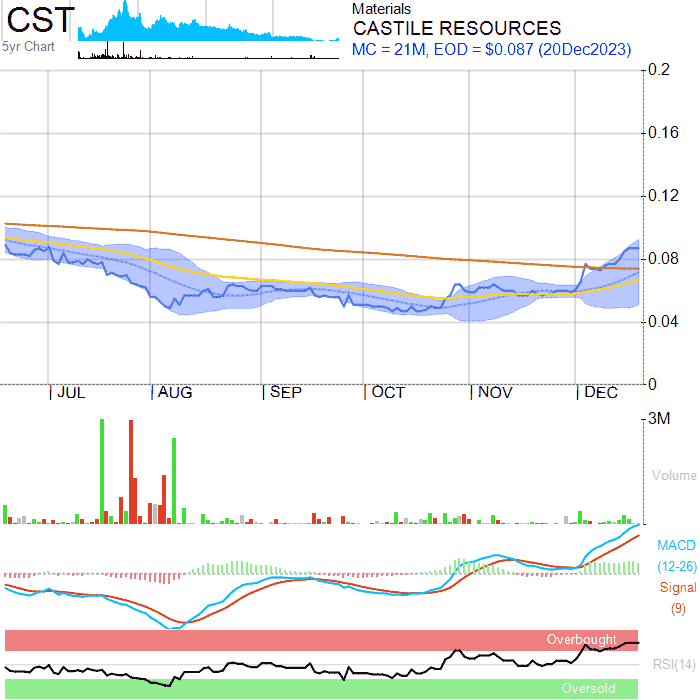 CST
5yr Chart
Materials
CASTILE RESOURCES
MC = 21M, EOD = $0.087 (20Dec2023)
0.2
0.16
0.12
0.08
0.04
0
JUL AUG SEP OCT NOV DEC
3M
Volume
MACD
(12-26)
Signal
(9)
Overbought
RSI(14)
Oversold